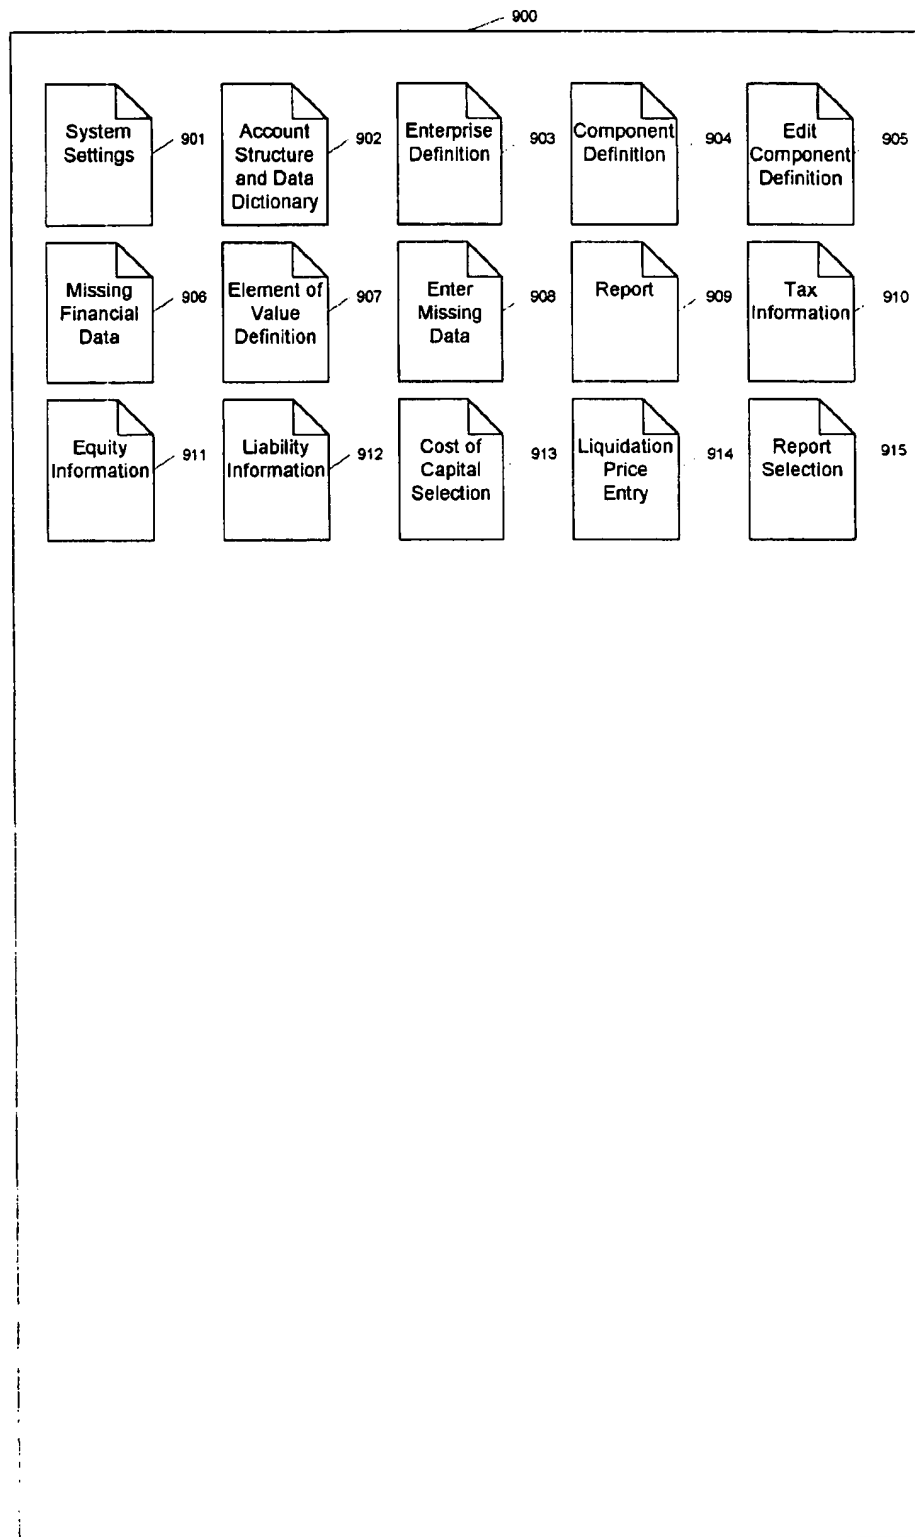 900
System
Settings
901
Account
Structure
and Data
Dictionary
902
Enterprise
Definition
903
Component
Definition
904
Edit
Component
Definition
905
Missing
Financial
Data
906
Element of
Value
Definition
907
Enter
Missing
Data
908
Report
909
Tax
Information
910
Equity
Information
911
Liability
Information
912
Cost of
Capital
Selection
913
Liquidation
Price
Entry
914
Report
Selection
915